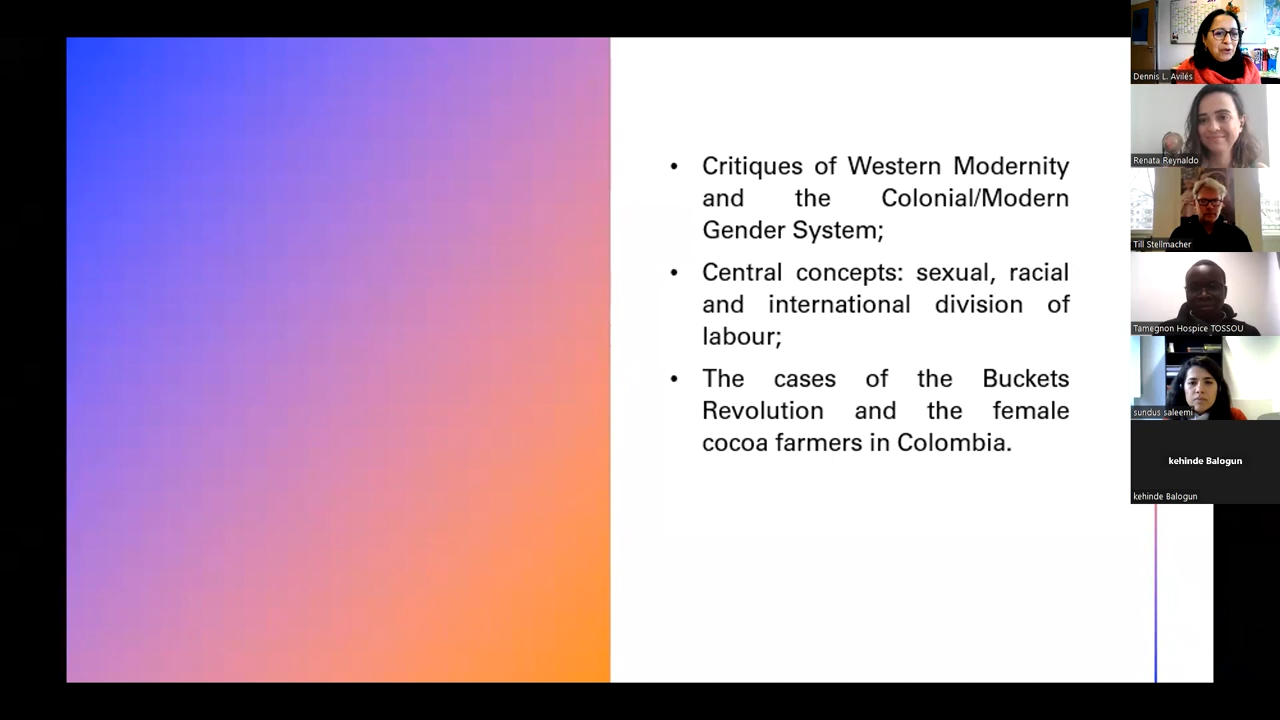 • Critiques of Western Modernity
and the Colonial/Modern
Gender System;
• Central concepts: sexual, racial
and international division of
labour;
• The cases of the Buckets
Revolution and the female
cocoa farmers in Colombia.
Dennis L. Avilés
Renata Reynaldo
Till Stellmacher
Tamegnon Hospice TOSSOU
sundus saleemi
kehinde Balogun
kehinde Balogun